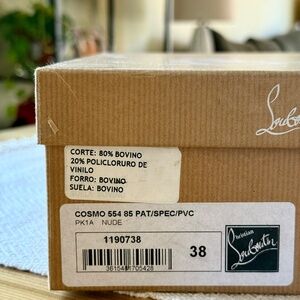 Louboutin
CORTE: 80% BOVINO
20% POLICLORURO DE
VINILO
FORRO: BOVINO
SUELA: BOVINO
COSMO 554 85 PAT/SPEC/PVC
PK1A NUDE
1190738
38
Christian
Louboutin